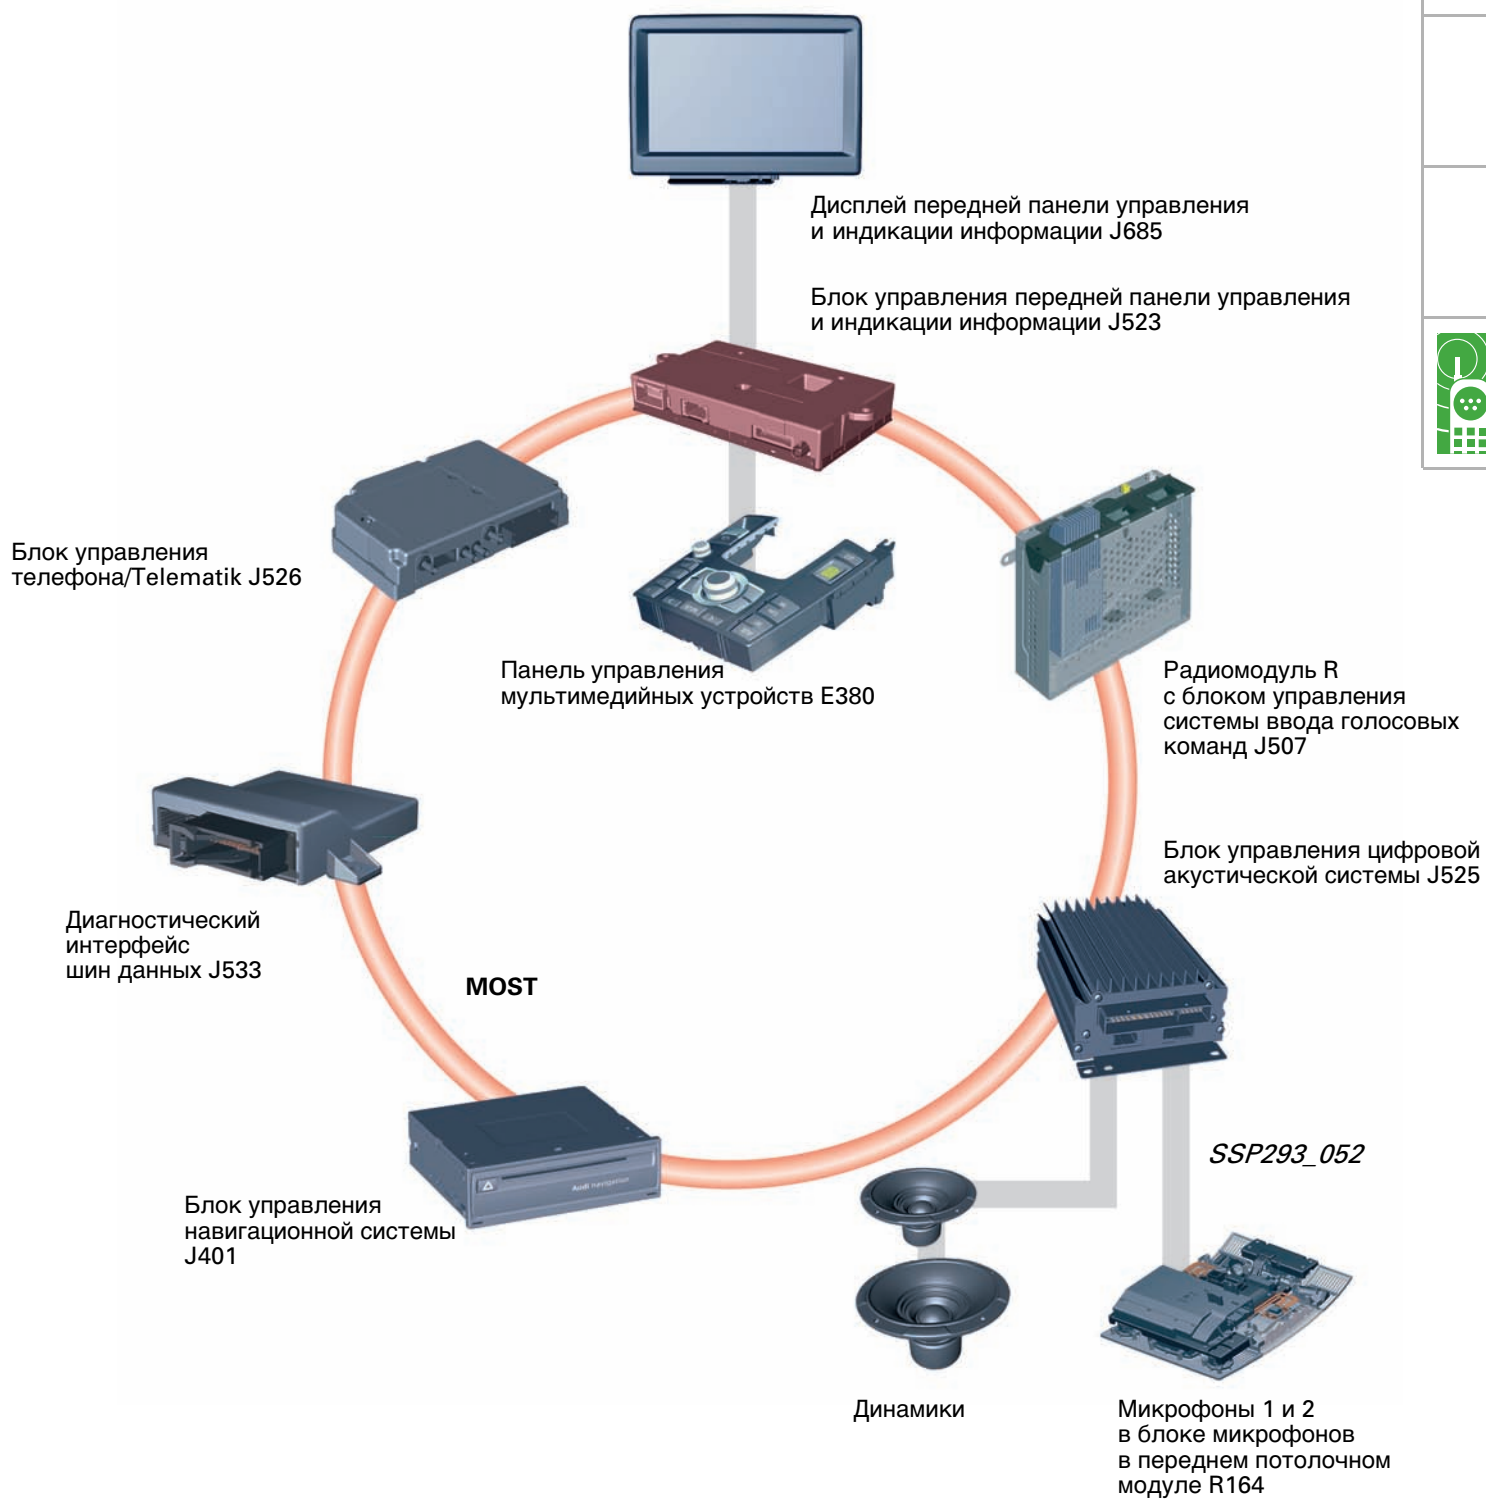 Дисплей передней панели управления
и индикации информации J685
Блок управления передней панели управления
и индикации информации J523
Блок управления
телефона/Telematik J526
Панель управления
мультимедийных устройств E380
Радиомодуль R
с блоком управления
системы ввода голосовых
команд J507
Блок управления цифровой
акустической системы J525
Диагностический
интерфейс
шин данных J533
MOST
Audi navigation
SSP293_052
Блок управления
навигационной системы
J401
Динамики
Микрофоны 1 и 2
в блоке микрофонов
в переднем потолочном
модуле R164